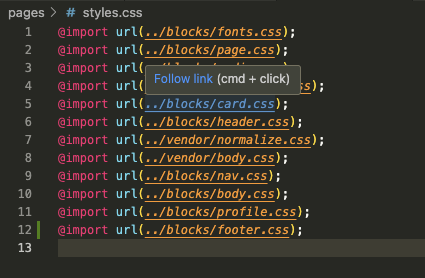 pages > # styles.css
1 @import url(../blocks/fonts.css);
2 @import url(../blocks/page.css);
3 @import
Follow link (cmd + click)
4 @import url(
s.css);
5 @import url(../blocks/card.css);
6 @import url(../blocks/header.css);
7 @import url(../vendor/normalize.css);
8 @import url(../vendor/body.css);
9 @import url(../blocks/nav.css);
10 @import url(../blocks/body.css);
11 @import url(../blocks/profile.css);
12 @import url(../blocks/footer.css);
13